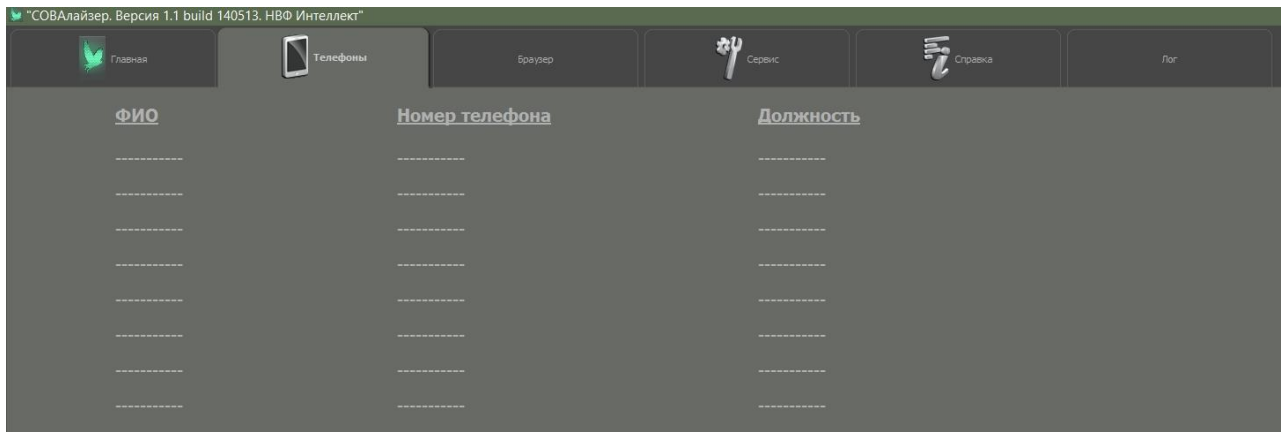 "СОВАлайзер. Версия 1.1 build 140513. НВФ Интеллект"
Главная Телефоны Браузер Сервис Справка Лог
ФИО Номер телефона Должность
----------- ----------- -----------
----------- ----------- -----------
----------- ----------- -----------
----------- ----------- -----------
----------- ----------- -----------
----------- ----------- -----------
----------- ----------- -----------
----------- ----------- -----------